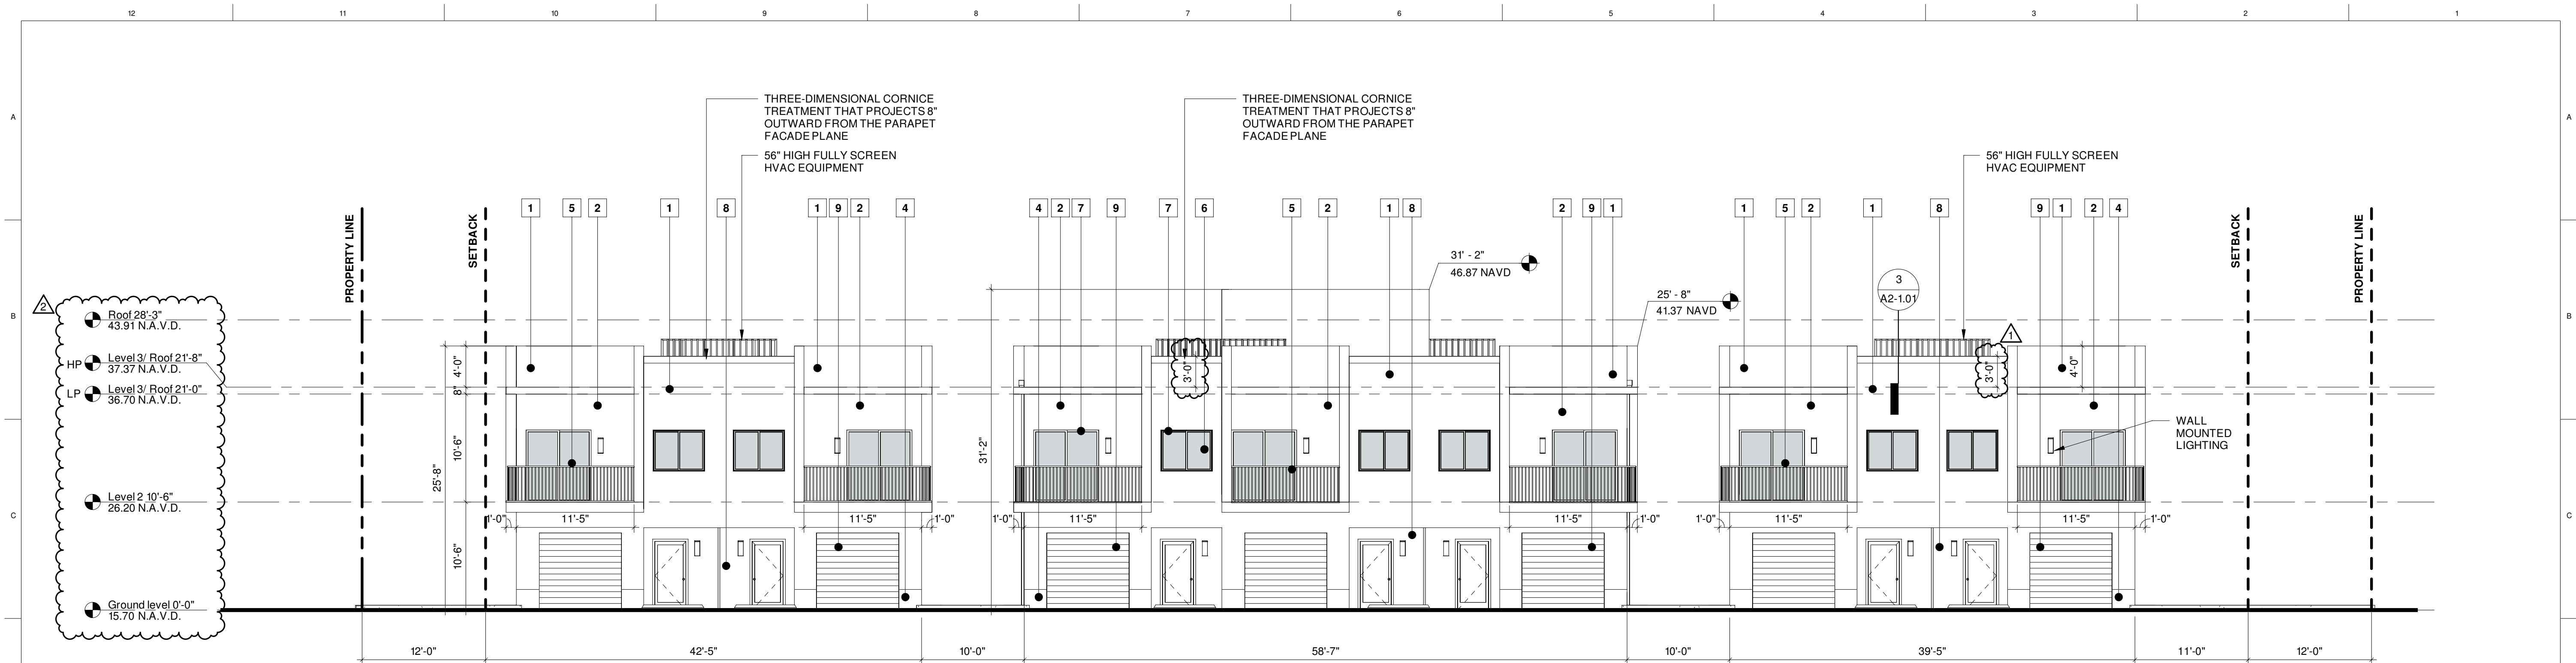 12 11 10 9 8 7 6 5 4 3 2 1
A
A
THREE-DIMENSIONAL CORNICE
TREATMENT THAT PROJECTS 8"
OUTWARD FROM THE PARAPET
FACADE PLANE
56" HIGH FULLY SCREEN
HVAC EQUIPMENT
THREE-DIMENSIONAL CORNICE
TREATMENT THAT PROJECTS 8"
OUTWARD FROM THE PARAPET
FACADE PLANE
56" HIGH FULLY SCREEN
HVAC EQUIPMENT
1 5 2 1 8 1 9 2 4 4 2 7 9 7 6 5 2 1 8 2 9 1 1 5 2 1 8 9 1 2 4
PROPERTY LINE
SETBACK
SETBACK
PROPERTY LINE
31' - 2"
46.87 NAVD
25' - 8"
41.37 NAVD
3
A2-1.01
2
1
B
B
Roof 28'-3"
43.91 N.A.V.D.
HP
Level 3/ Roof 21'-8"
37.37 N.A.V.D.
LP
Level 3/ Roof 21'-0"
36.70 N.A.V.D.
4'-0"
8"
10'-6"
25'-8"
10'-6"
31'-2"
3'-0"
3'-0"
4'-0"
WALL
MOUNTED
LIGHTING
C
C
Level 2 10'-6"
26.20 N.A.V.D.
1'-0" 11'-5" 11'-5" 1'-0" 1'-0" 11'-5" 11'-5" 1'-0" 1'-0" 11'-5" 11'-5" 1'-0"
Ground level 0'-0"
15.70 N.A.V.D.
12'-0" 42'-5" 10'-0" 58'-7" 10'-0" 39'-5" 11'-0" 12'-0"